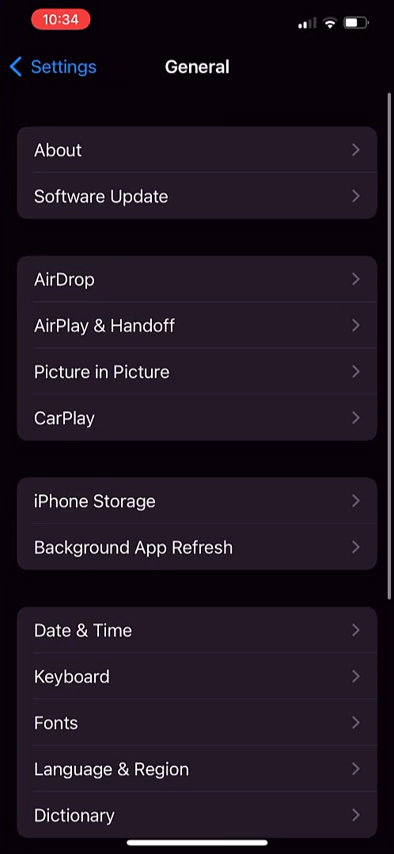 10:34
Settings
General
About
Software Update
AirDrop
AirPlay & Handoff
Picture in Picture
CarPlay
iPhone Storage
Background App Refresh
Date & Time
Keyboard
Fonts
Language & Region
Dictionary